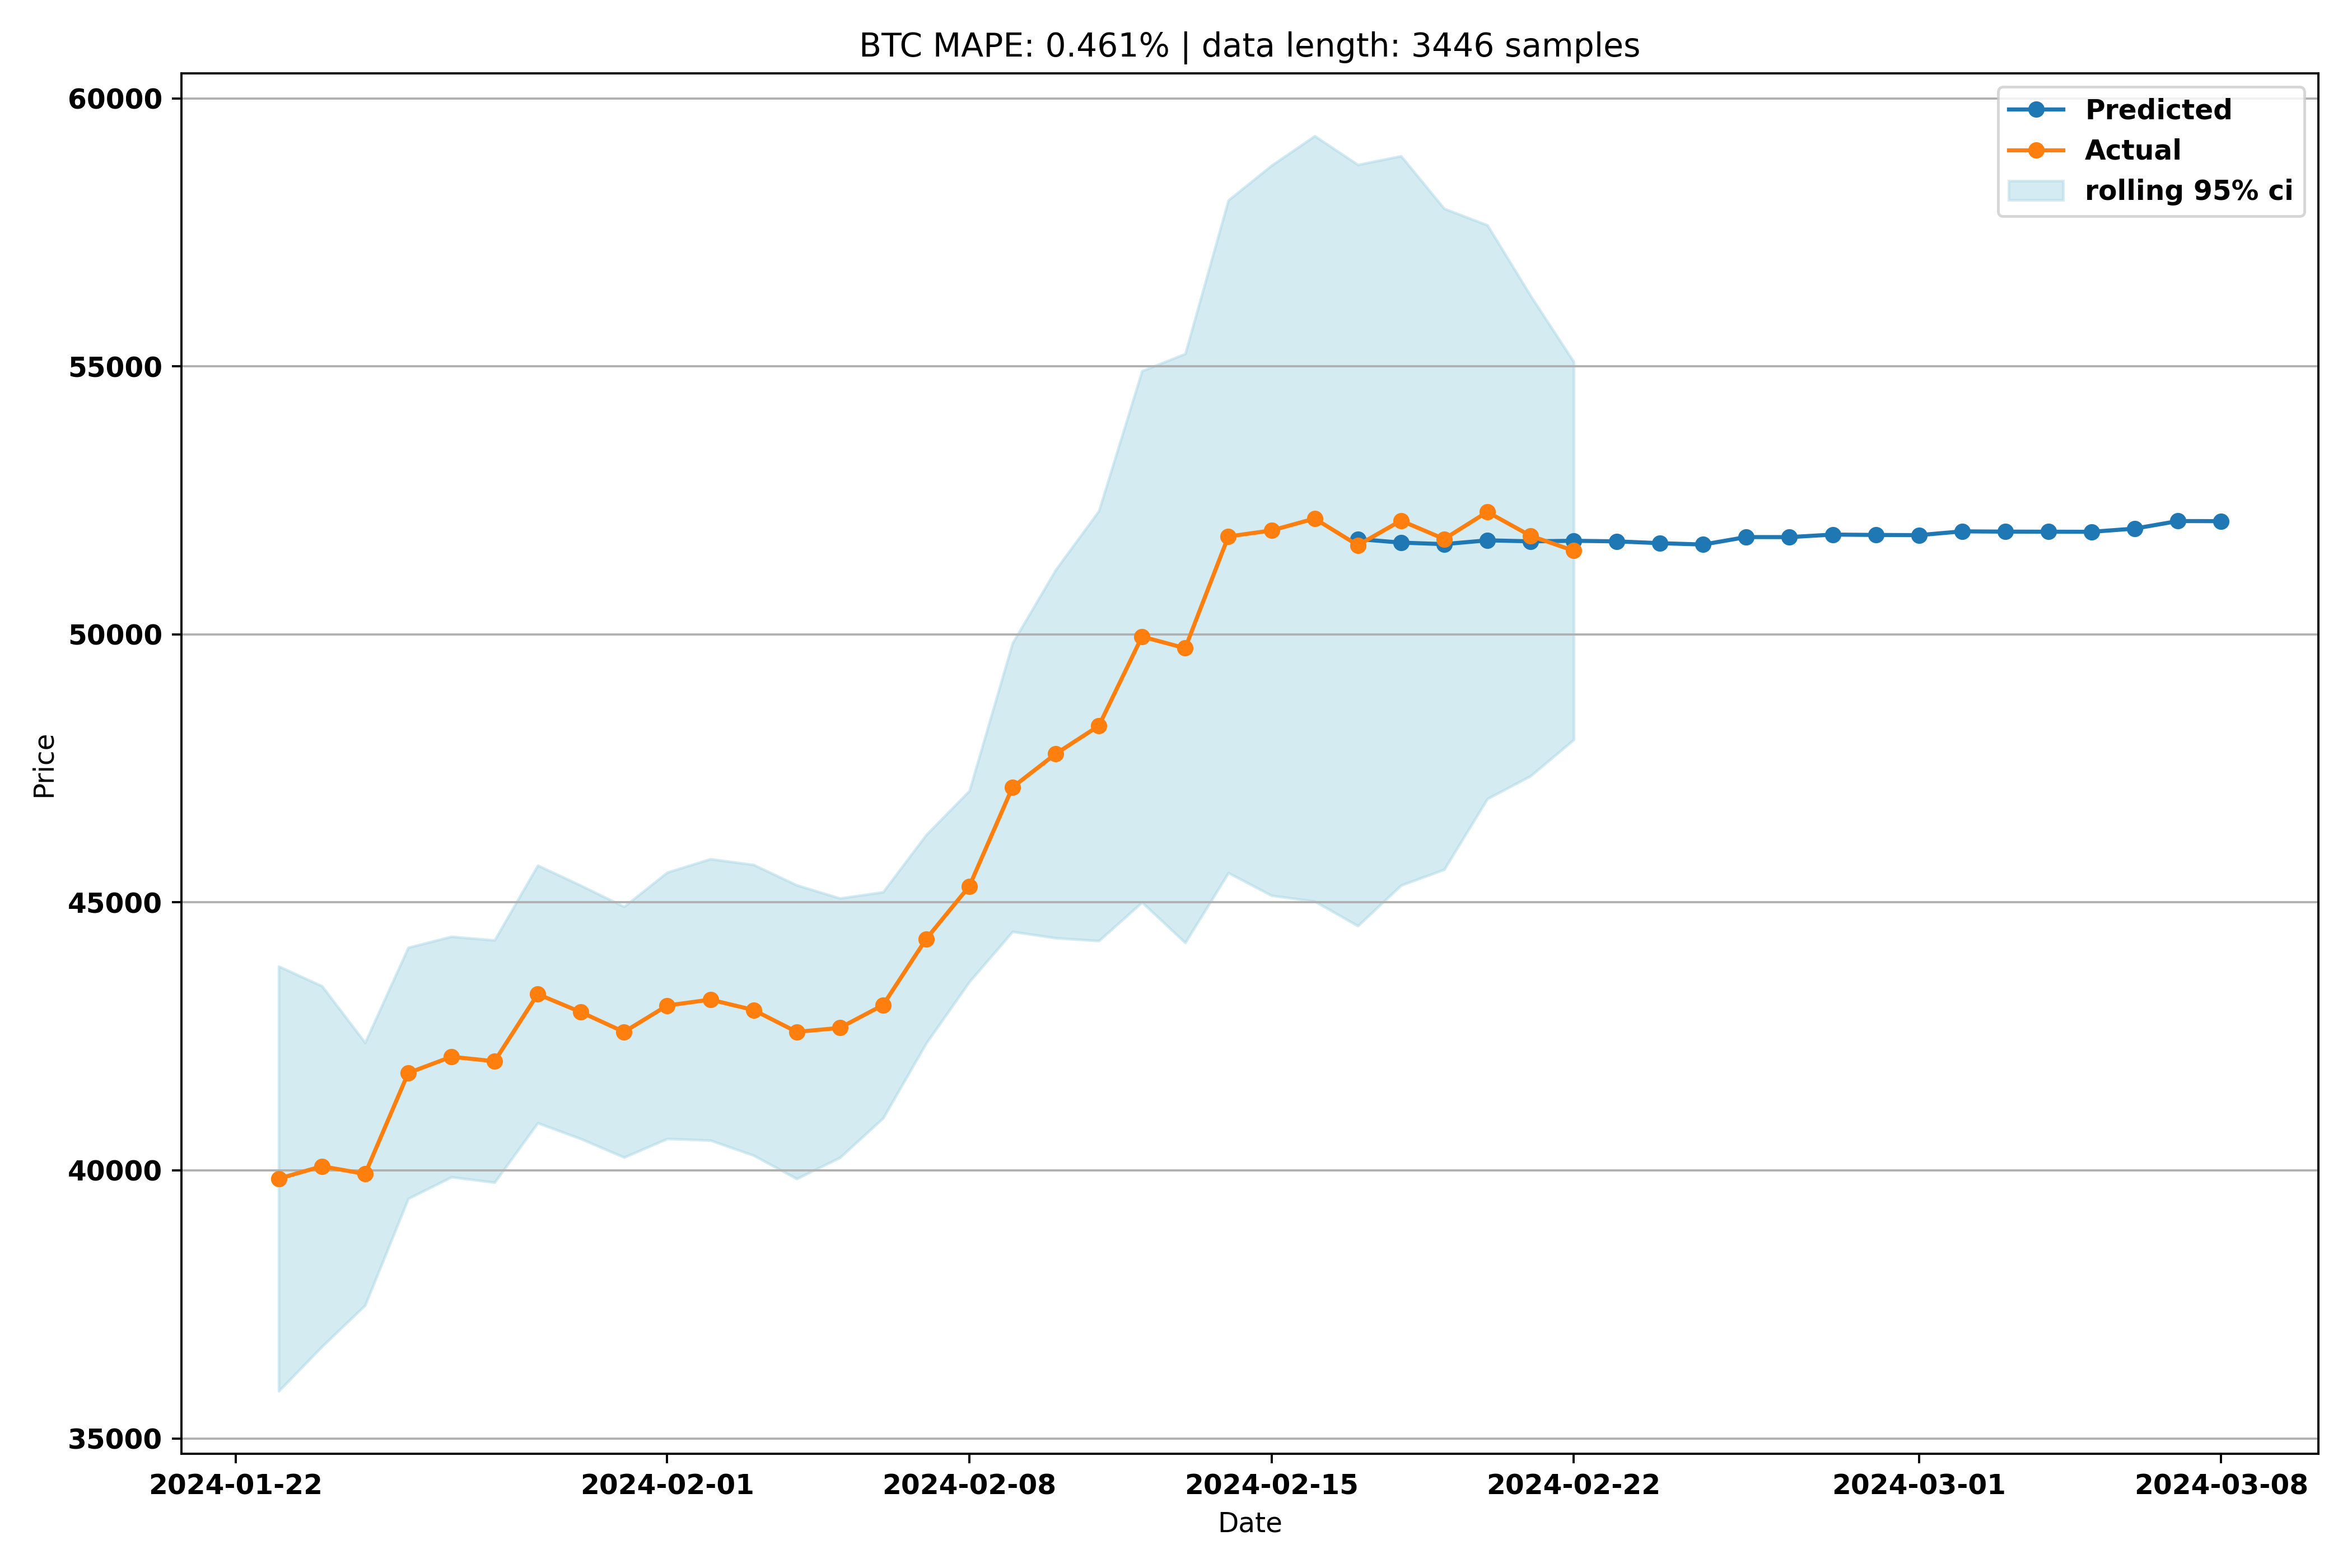 BTC MAPE: 0.461% | data length: 3446 samples
Predicted
Actual
rolling 95% ci
60000
55000
50000
45000
40000
35000
Price
2024-01-22
2024-02-01
2024-02-08
2024-02-15
2024-02-22
2024-03-01
2024-03-08
Date